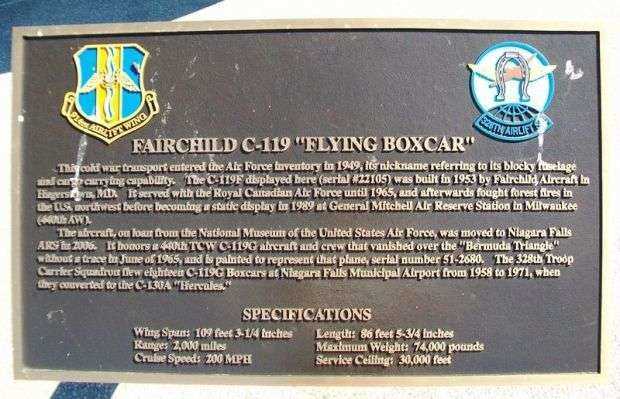 914th AIRLIFT WING
328TH AIRLIFT
FAIRCHILD C-119 "FLYING BOXCAR"
This cold war transport entered the Air Force inventory in 1949, its nickname referring to its blocky fuselage
and cargo carrying capability. The C-119F displayed here (serial #22105) was built in 1953 by Fairchild Aircraft in
Hagerstown, MD. It served with the Royal Canadian Air Force until 1965, and afterwards fought forest fires in
the U.S. northwest before becoming a static display in 1989 at General Mitchell Air Reserve Station in Milwaukee
(440th AW).
The aircraft, on loan from the National Museum of the United States Air Force, was moved to Niagara Falls
ARS in 2006. It honors a 440th TCW C-119G aircraft and crew that vanished over the "Bermuda Triangle"
without a trace in June of 1965, and is painted to represent that plane, serial number 51-2680. The 328th Troop
Carrier Squadron flew eighteen C-119G Boxcars at Niagara Falls Municipal Airport from 1958 to 1971, when
they converted to the C-130A "Hercules."
SPECIFICATIONS
Wing Span: 109 feet 3-1/4 inches Length: 86 feet 5-3/4 inches
Range: 2,000 miles Maximum Weight: 74,000 pounds
Cruise Speed: 200 MPH Service Ceiling: 30,000 feet